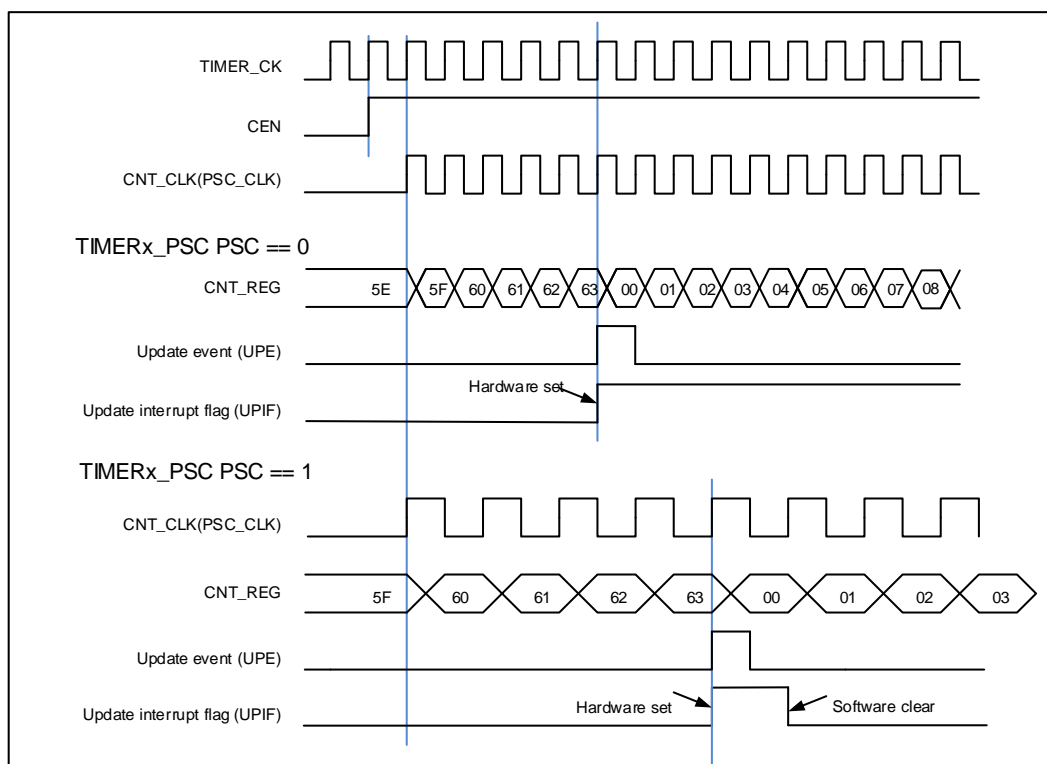 TIMER_CK
CEN
CNT_CLK(PSC_CLK)
TIMERx_PSC PSC == 0
CNT_REG 5E 5F 60 61 62 63 00 01 02 03 04 05 06 07 08
Update event (UPE)
Hardware set
Update interrupt flag (UPIF)
TIMERx_PSC PSC == 1
CNT_CLK(PSC_CLK)
CNT_REG 5F 60 61 62 63 00 01 02 03
Update event (UPE)
Update interrupt flag (UPIF) Hardware set Software clear